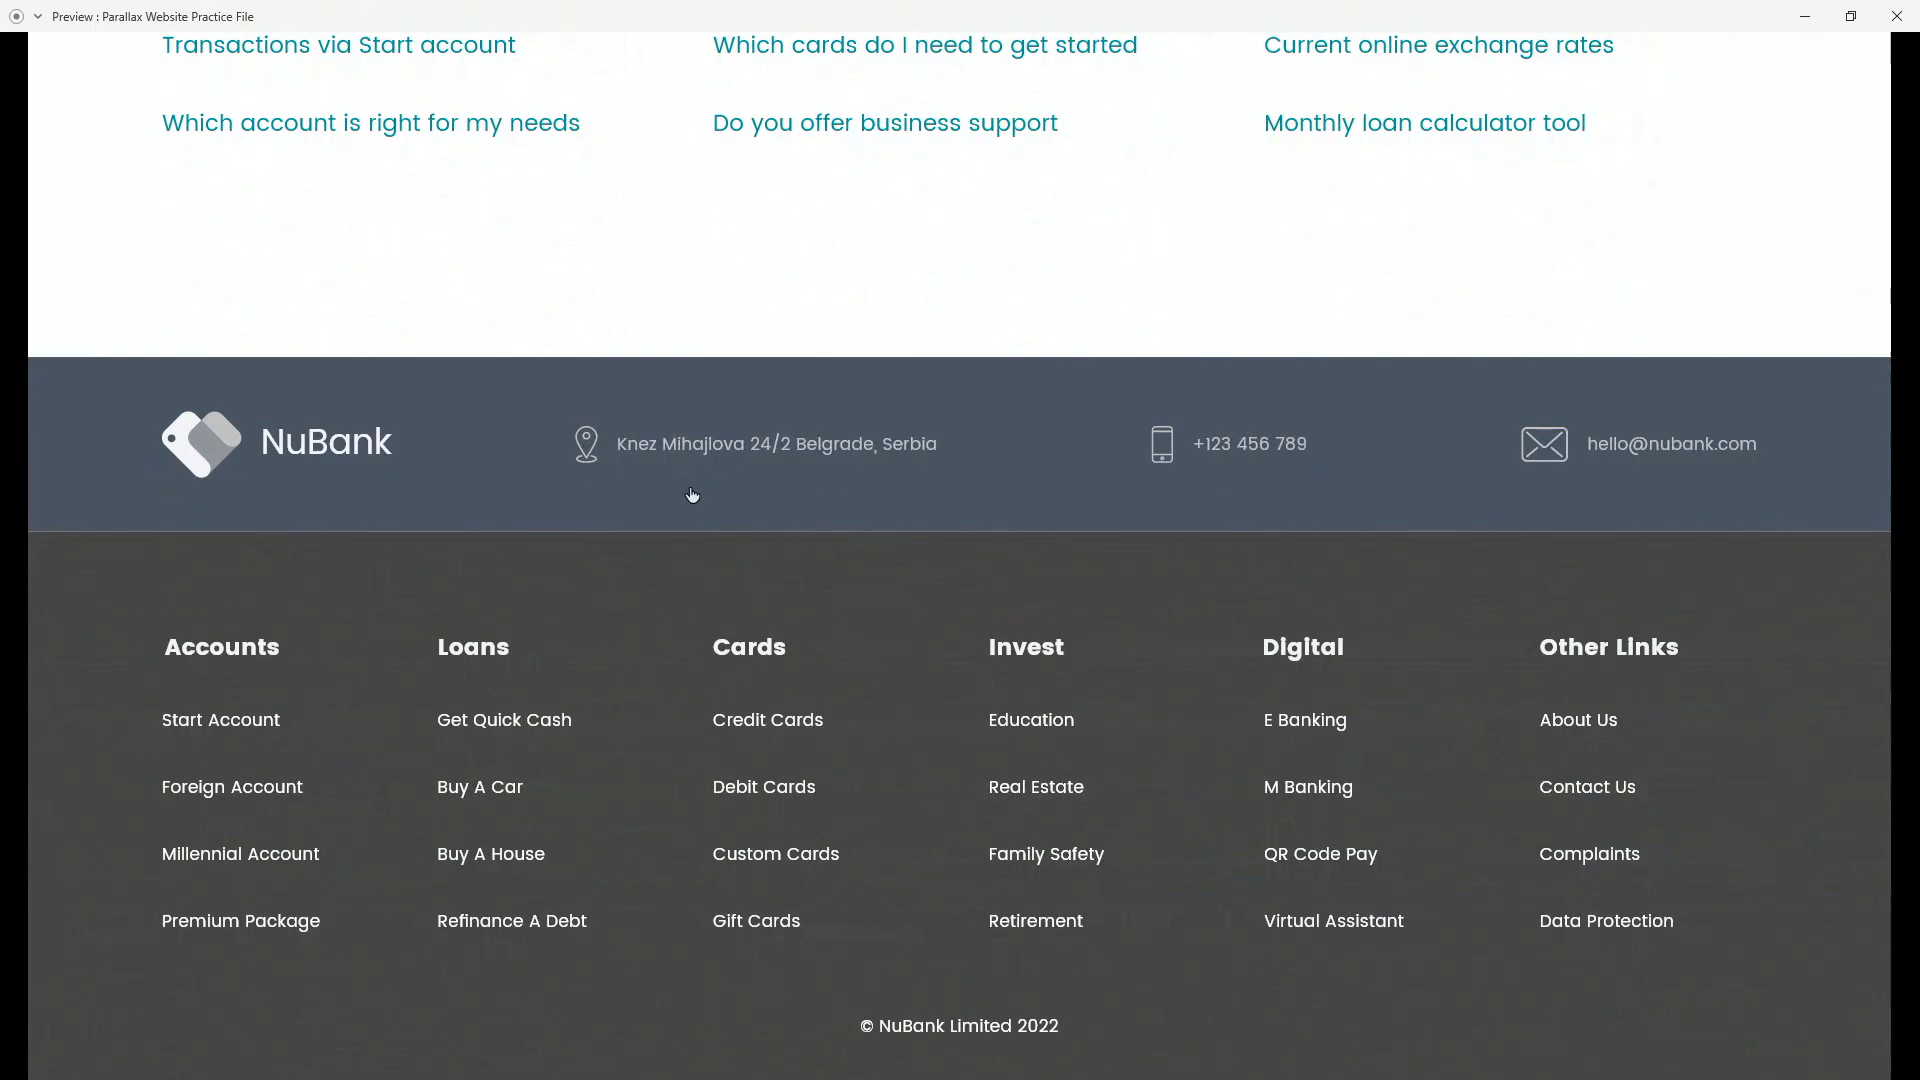 Preview : Parallax Website Practice File
Transactions via Start account
Which cards do I need to get started
Current online exchange rates
Which account is right for my needs
Do you offer business support
Monthly loan calculator tool
NuBank
Knez Mihajlova 24/2 Belgrade, Serbia
+123 456 789
hello@nubank.com
Accounts
Loans
Cards
Invest
Digital
Other Links
Start Account
Get Quick Cash
Credit Cards
Education
E Banking
About Us
Foreign Account
Buy A Car
Debit Cards
Real Estate
M Banking
Contact Us
Millennial Account
Buy A House
Custom Cards
Family Safety
QR Code Pay
Complaints
Premium Package
Refinance A Debt
Gift Cards
Retirement
Virtual Assistant
Data Protection
© NuBank Limited 2022